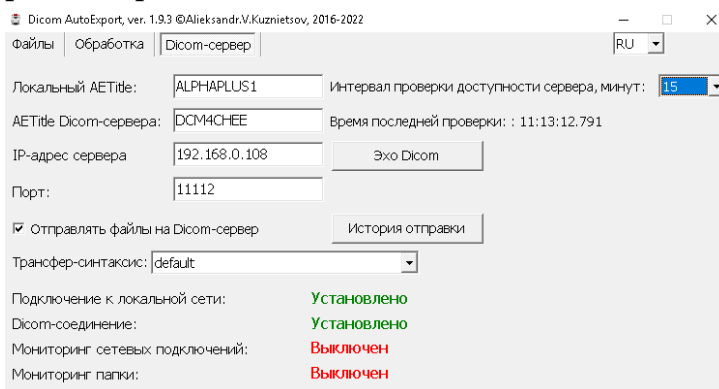 Dicom AutoExport, ver. 1.9.3 ©Alieksandr.V.Kuznietsov, 2016-2022
Файлы Обработка Dicom-сервер RU
Локальный AETitle: ALPHAPLUS1 Интервал проверки доступности сервера, минут: 15
AETitle Dicom-сервера: DCM4CHEE Время последней проверки: : 11:13:12.791
IP-адрес сервера 192.168.0.108 Эхо Dicom
Порт: 11112
Отправлять файлы на Dicom-сервер История отправки
Трансфер-синтаксис: default
Подключение к локальной сети: Установлено
Dicom-соединение: Установлено
Мониторинг сетевых подключений: Выключен
Мониторинг папки: Выключен